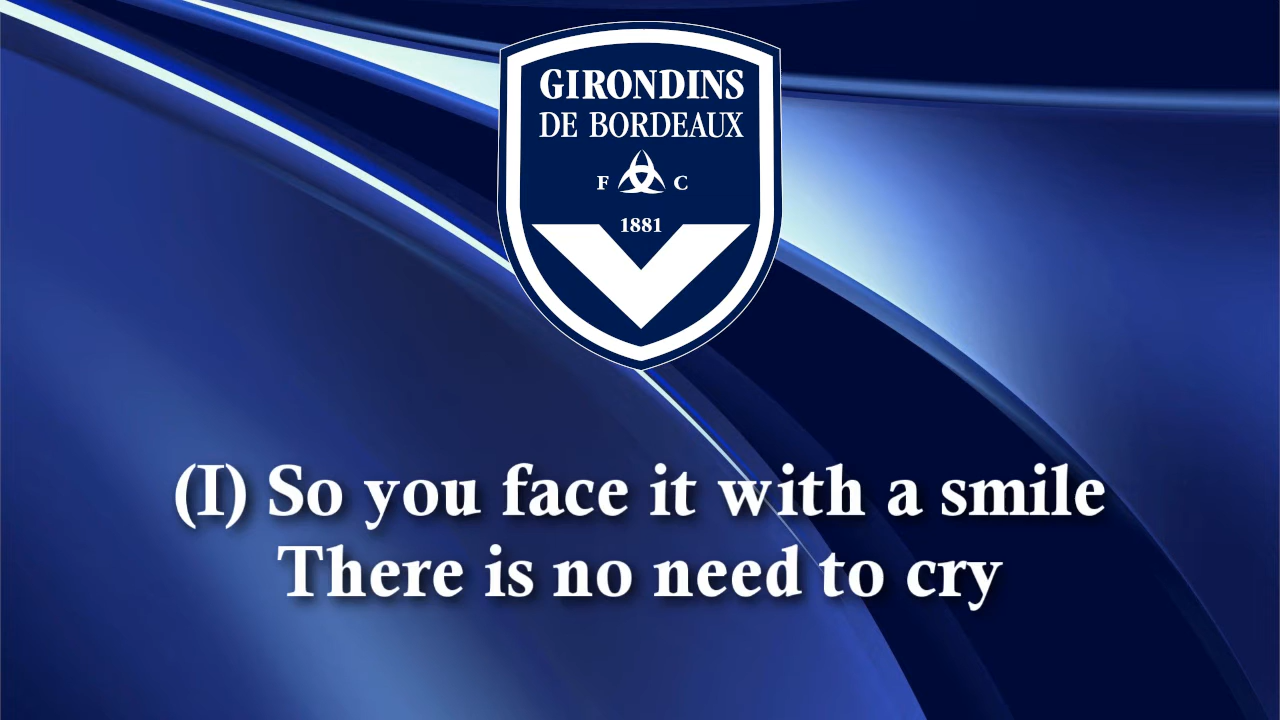 GIRONDINS
DE BORDEAUX
F C
1881
(I) So you face it with a smile
There is no need to cry